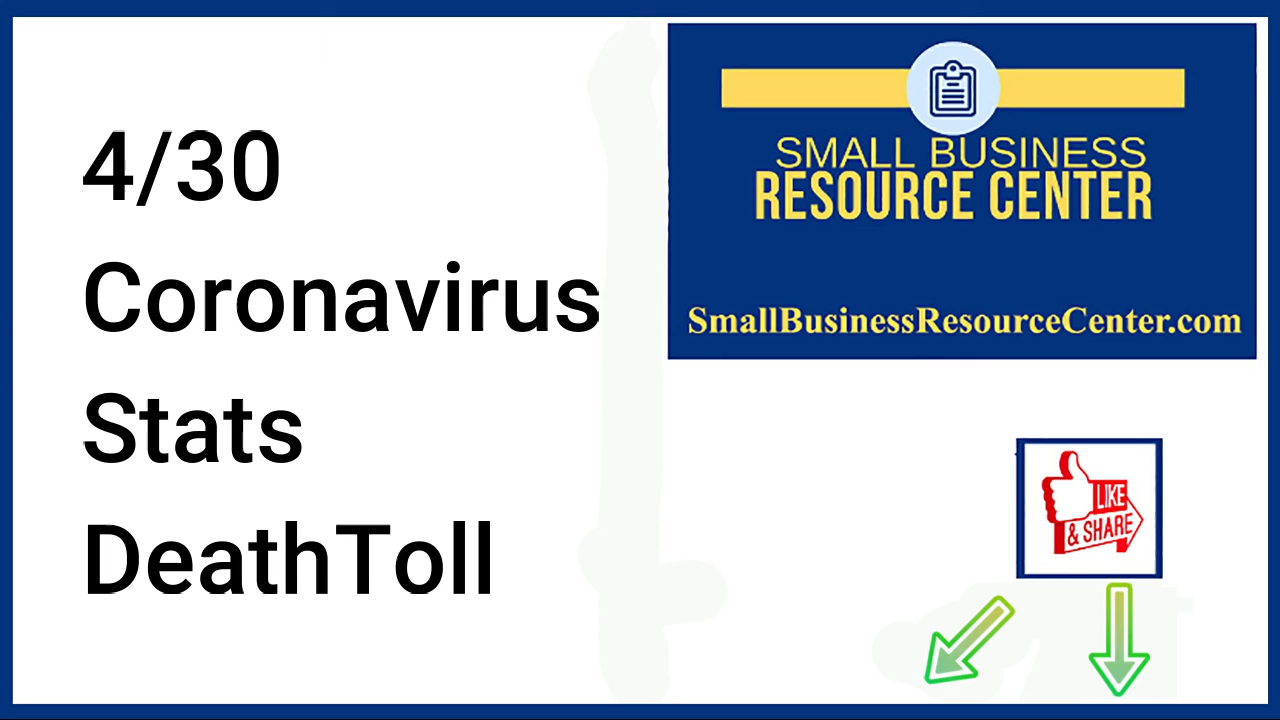 4/30
Coronavirus
Stats
DeathToll
SMALL BUSINESS
RESOURCE CENTER
SmallBusinessResourceCenter.com
LIKE
& SHARE